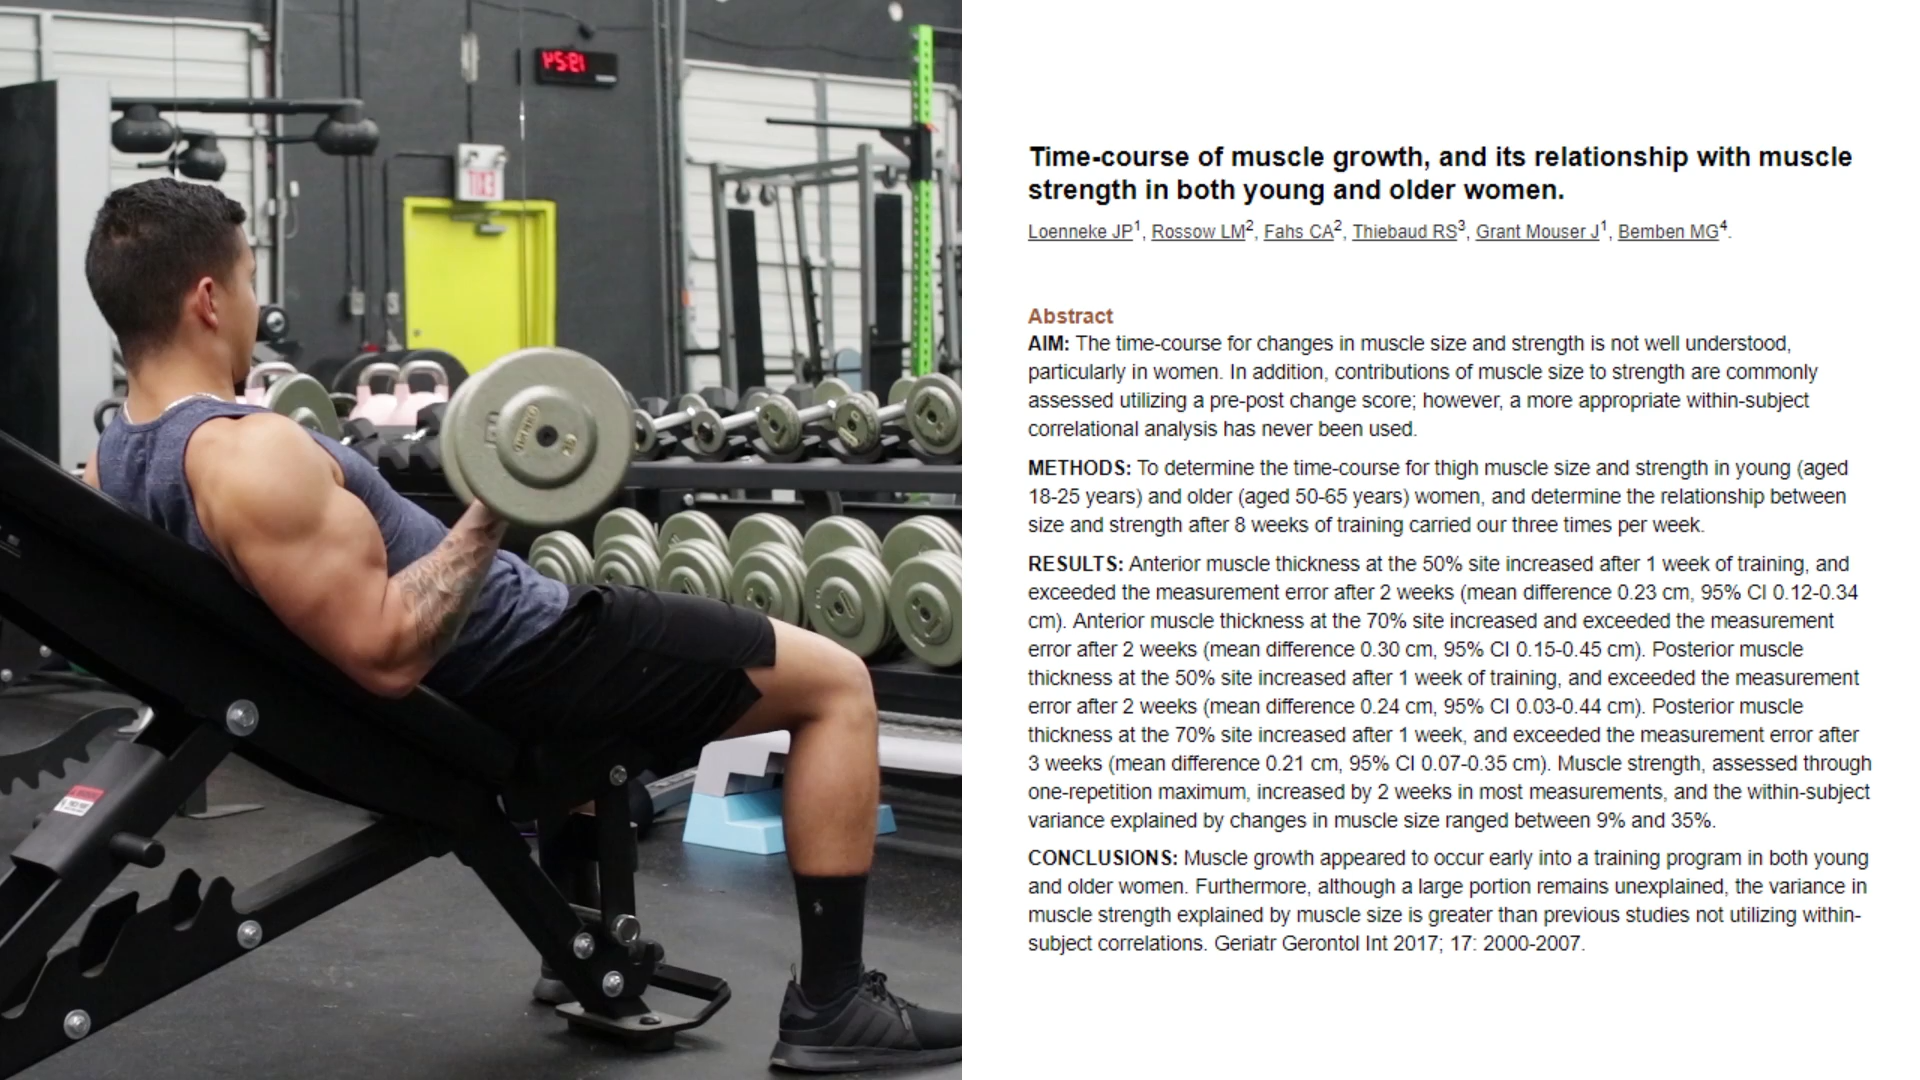 Time-course of muscle growth, and its relationship with muscle
strength in both young and older women.
Loenneke JP1, Rossow LM2, Fahs CA2, Thiebaud RS3, Grant Mouser J1, Bemben MG4.
Abstract
AIM: The time-course for changes in muscle size and strength is not well understood,
particularly in women. In addition, contributions of muscle size to strength are commonly
assessed utilizing a pre-post change score; however, a more appropriate within-subject
correlational analysis has never been used.
METHODS: To determine the time-course for thigh muscle size and strength in young (aged
18-25 years) and older (aged 50-65 years) women, and determine the relationship between
size and strength after 8 weeks of training carried our three times per week.
RESULTS: Anterior muscle thickness at the 50% site increased after 1 week of training, and
exceeded the measurement error after 2 weeks (mean difference 0.23 cm, 95% CI 0.12-0.34
cm). Anterior muscle thickness at the 70% site increased and exceeded the measurement
error after 2 weeks (mean difference 0.30 cm, 95% CI 0.15-0.45 cm). Posterior muscle
thickness at the 50% site increased after 1 week of training, and exceeded the measurement
error after 2 weeks (mean difference 0.24 cm, 95% CI 0.03-0.44 cm). Posterior muscle
thickness at the 70% site increased after 1 week, and exceeded the measurement error after
3 weeks (mean difference 0.21 cm, 95% CI 0.07-0.35 cm). Muscle strength, assessed through
one-repetition maximum, increased by 2 weeks in most measurements, and the within-subject
variance explained by changes in muscle size ranged between 9% and 35%.
CONCLUSIONS: Muscle growth appeared to occur early into a training program in both young
and older women. Furthermore, although a large portion remains unexplained, the variance in
muscle strength explained by muscle size is greater than previous studies not utilizing within-
subject correlations. Geriatr Gerontol Int 2017; 17: 2000-2007.